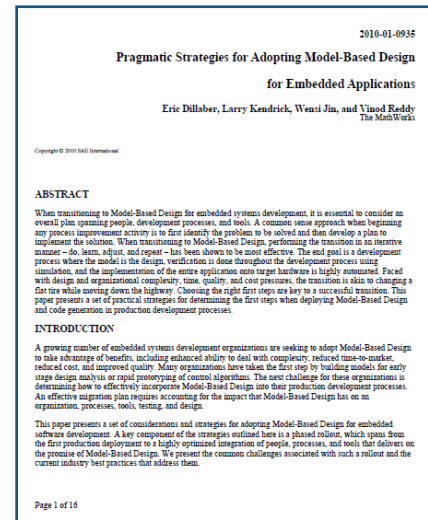 2010-01-0935
Pragmatic Strategies for Adopting Model-Based Design
for Embedded Applications
Eric Dillaber, Larry Kendrick, Wensi Jin, and Vinod Reddy
The MathWorks
Copyright © 2010 SAE International
ABSTRACT
When transitioning to Model-Based Design for embedded systems development, it is essential to consider an
overall plan spanning people, development processes, and tools. A common sense approach when beginning
any process improvement activity is to first identify the problem to be solved and then develop a plan to
implement the solution. When transitioning to Model-Based Design, performing the transition in an iterative
manner – do, learn, adjust, and repeat – has been shown to be most effective. The end goal is a development
process where the model is the design, verification is done throughout the development process using
simulation, and the implementation of the entire application onto target hardware is highly automated. Faced
with design and organizational complexity, time, quality, and cost pressures, the transition is akin to changing a
flat tire while moving down the highway. Choosing the right first steps are key to a successful transition. This
paper presents a set of practical strategies for determining the first steps when deploying Model-Based Design
and code generation in production development processes.
INTRODUCTION
A growing number of embedded systems development organizations are seeking to adopt Model-Based Design
to take advantage of benefits, including enhanced ability to deal with complexity, reduced time-to-market,
reduced cost, and improved quality. Many organizations have taken the first step by building models for early
stage design analysis or rapid prototyping of control algorithms. The next challenge for these organizations is
determining how to effectively incorporate Model-Based Design into their production development processes.
An effective migration plan requires accounting for the impact that Model-Based Design has on an
organization, processes, tools, testing, and design.
This paper presents a set of considerations and strategies for adopting Model-Based Design for embedded
software development. A key component of the strategies outlined here is a phased rollout, which spans from
the first production deployment to a highly optimized integration of people, processes, and tools that delivers on
the promise of Model-Based Design. We present the common challenges associated with such a rollout and the
current industry best practices that address them.
Page 1 of 16